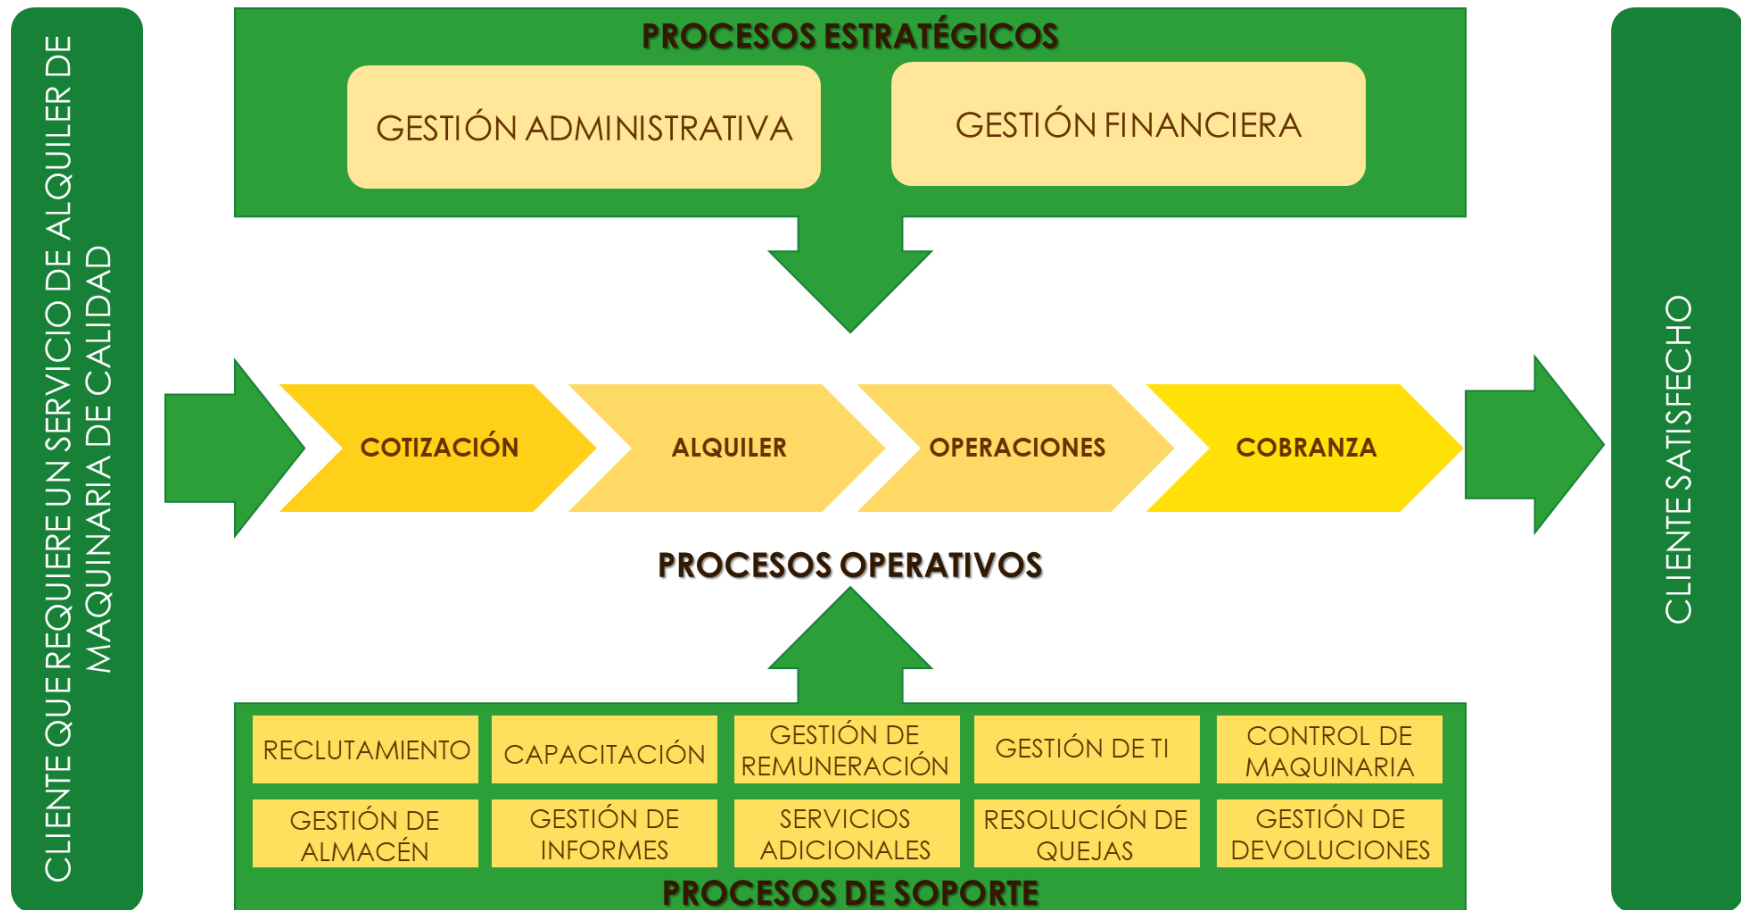 CLIENTE QUE REQUIERE UN SERVICIO DE ALQUILER DE
MAQUINARIA DE CALIDAD
PROCESOS ESTRATÉGICOS
GESTIÓN ADMINISTRATIVA
GESTIÓN FINANCIERA
COTIZACIÓN
ALQUILER
OPERACIONES
COBRANZA
PROCESOS OPERATIVOS
RECLUTAMIENTO
CAPACITACIÓN
GESTIÓN DE
REMUNERACIÓN
GESTIÓN DE TI
CONTROL DE
MAQUINARIA
GESTIÓN DE
ALMACÉN
GESTIÓN DE
INFORMES
SERVICIOS
ADICIONALES
RESOLUCIÓN DE
QUEJAS
GESTIÓN DE
DEVOLUCIONES
PROCESOS DE SOPORTE
CLIENTE SATISFECHO